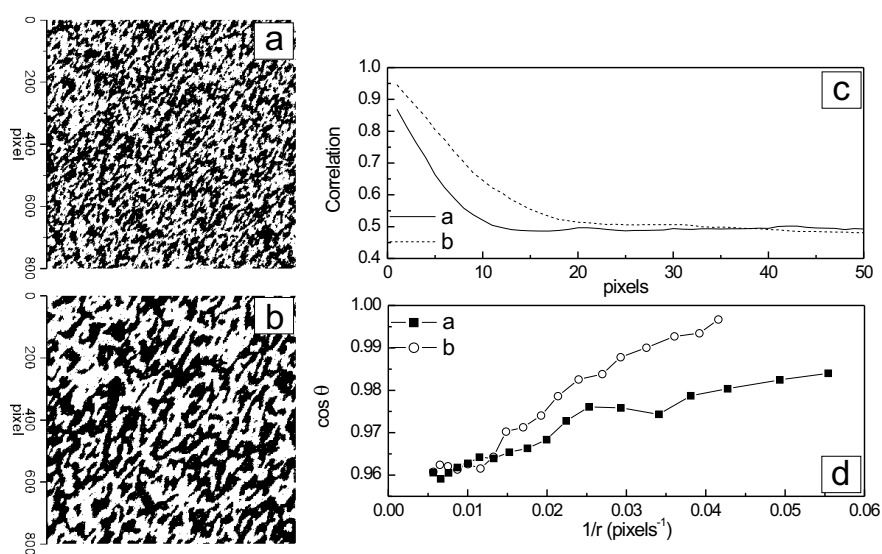 a
0
200
400
600
800
pixel
b
0
200
400
600
800
pixel
c
1.0
0.9
0.8
0.7
0.6
0.5
0.4
Correlation
a
b
0 10 20 30 40 50
pixels
d
1.00
0.99
0.98
0.97
0.96
cos θ
a
b
0.00 0.01 0.02 0.03 0.04 0.05 0.06
1/r (pixels⁻¹)